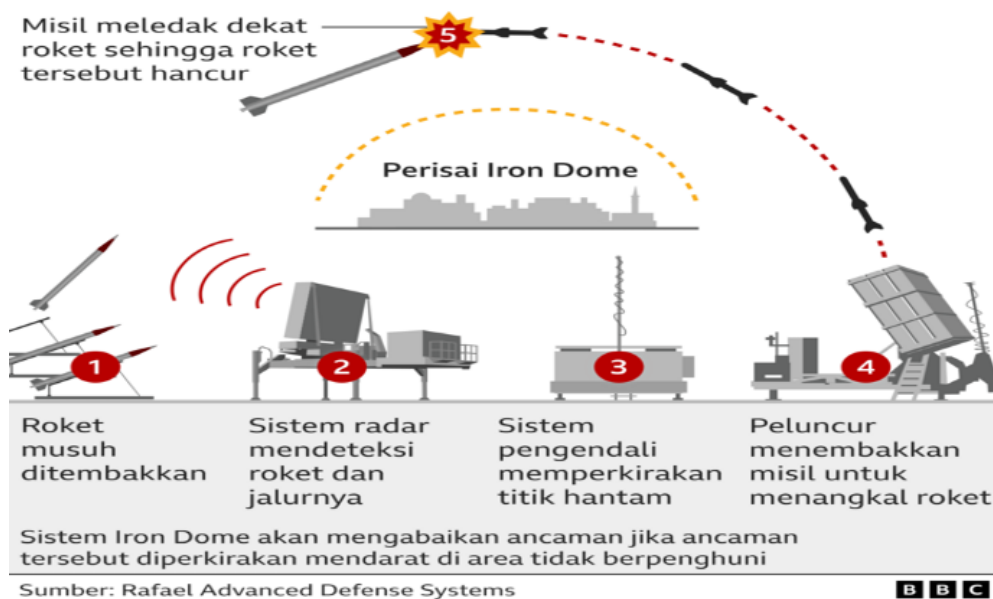 Misil meledak dekat
roket sehingga roket
tersebut hancur
5
Perisai Iron Dome
1
2
3
4
Roket
musuh
ditembakkan
Sistem radar
mendeteksi
roket dan
jalurnya
Sistem
pengendali
memperkirakan
titik hantam
Peluncur
menembakkan
misil untuk
menangkal roket
Sistem Iron Dome akan mengabaikan ancaman jika ancaman
tersebut diperkirakan mendarat di area tidak berpenghuni
Sumber: Rafael Advanced Defense Systems
BBC